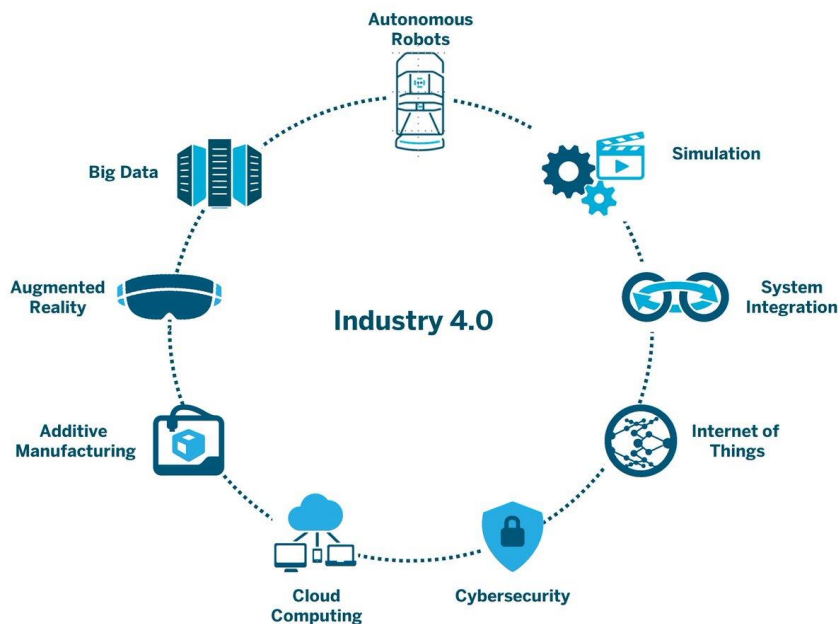 Autonomous
Robots
Simulation
Big Data
System
Integration
Augmented
Reality
Industry 4.0
Internet of
Things
Additive
Manufacturing
Cybersecurity
Cloud
Computing